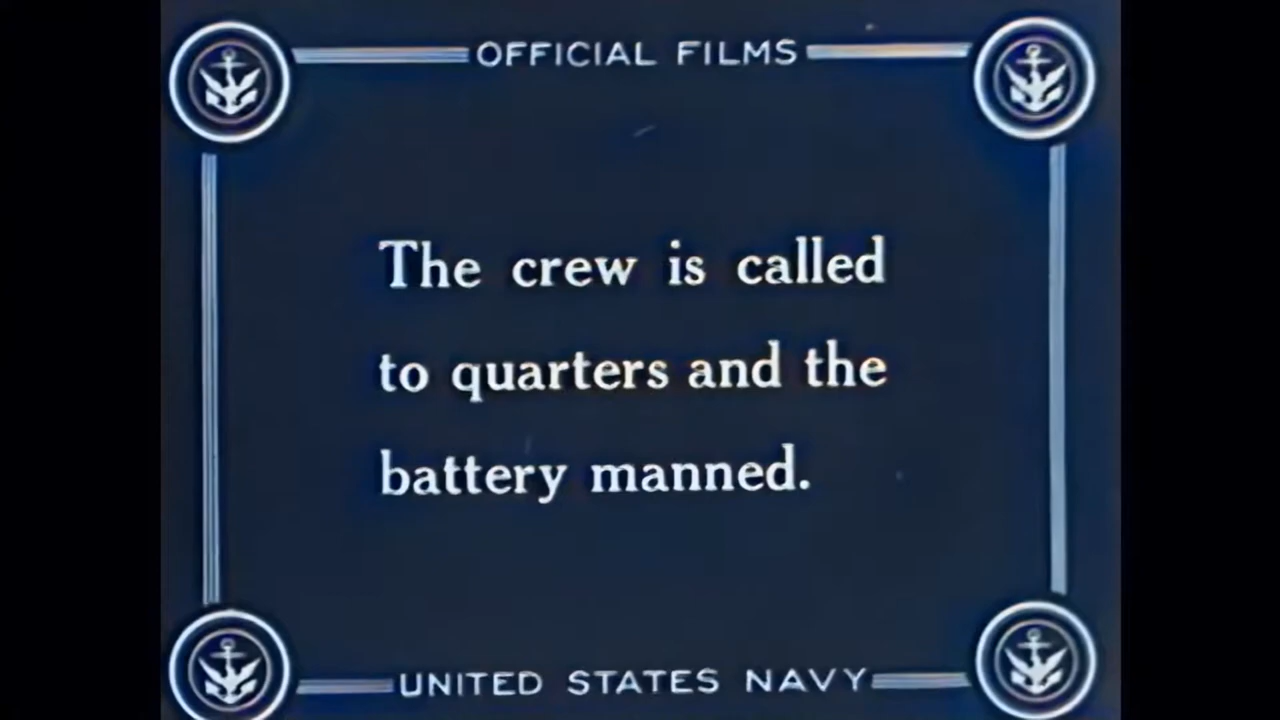 OFFICIAL FILMS
The crew is called
to quarters and the
battery manned.
UNITED STATES NAVY